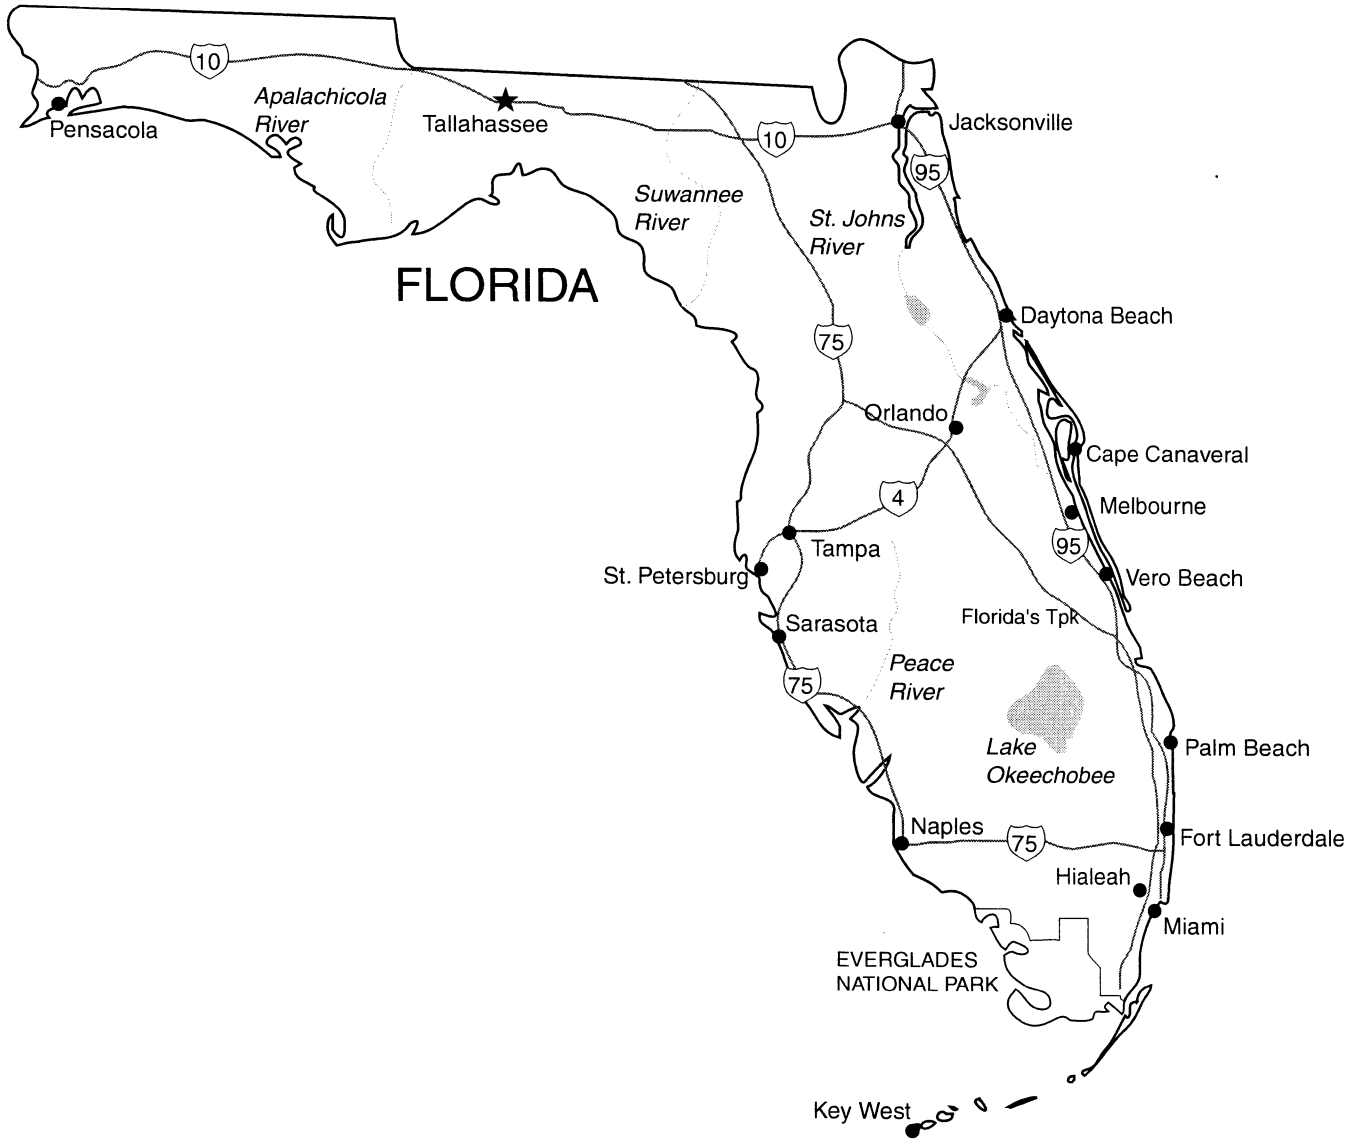 10
Apalachicola
River
Pensacola
Tallahassee
10
Jacksonville
95
Suwannee
River
St. Johns
River
FLORIDA
Daytona Beach
75
Orlando
Cape Canaveral
4
Melbourne
95
Tampa
St. Petersburg
Vero Beach
Florida's Tpk
Sarasota
Peace
River
75
Lake
Okeechobee
Palm Beach
Naples
75
Fort Lauderdale
Hialeah
Miami
EVERGLADES
NATIONAL PARK
Key West